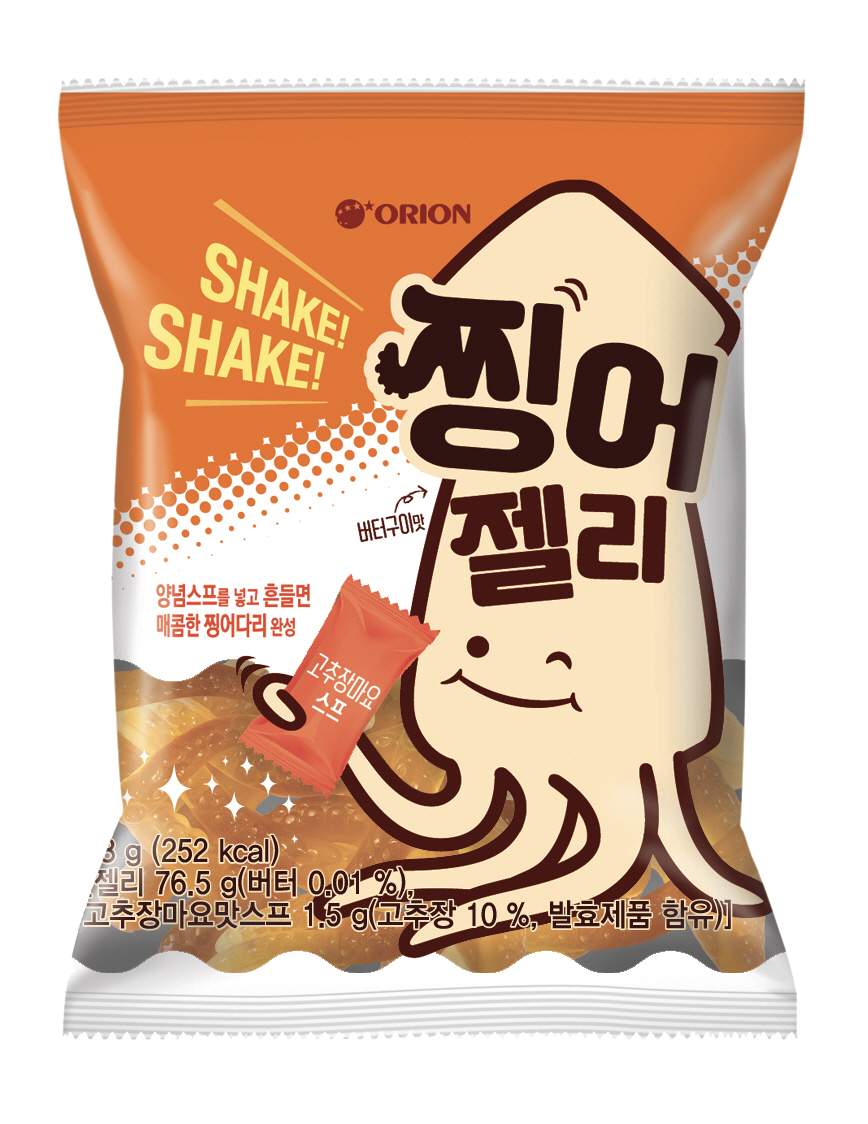 ORION
SHAKE!
SHAKE!
찡어
젤리
버터구이맛
양념스프를 넣고 흔들면
매콤한 찡어다리 완성
고추장마요
스프
g (252 kcal)
젤리 76.5 g(버터 0.01 %),
고추장마요맛스프 1.5 g(고추장 10 %, 발효제품 함유)]